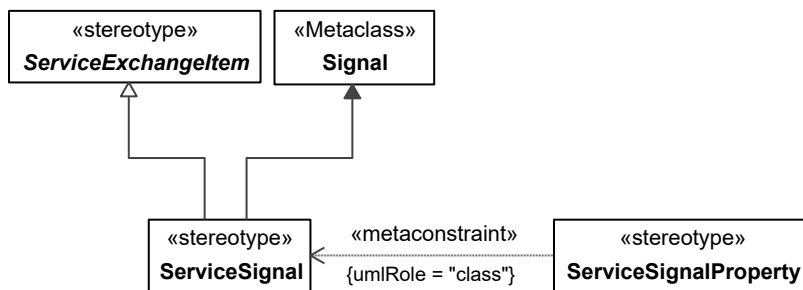 «stereotype»
ServiceExchangeItem
«Metaclass»
Signal
«stereotype»
ServiceSignal
«metaconstraint»
{umlRole = "class"}
«stereotype»
ServiceSignalProperty